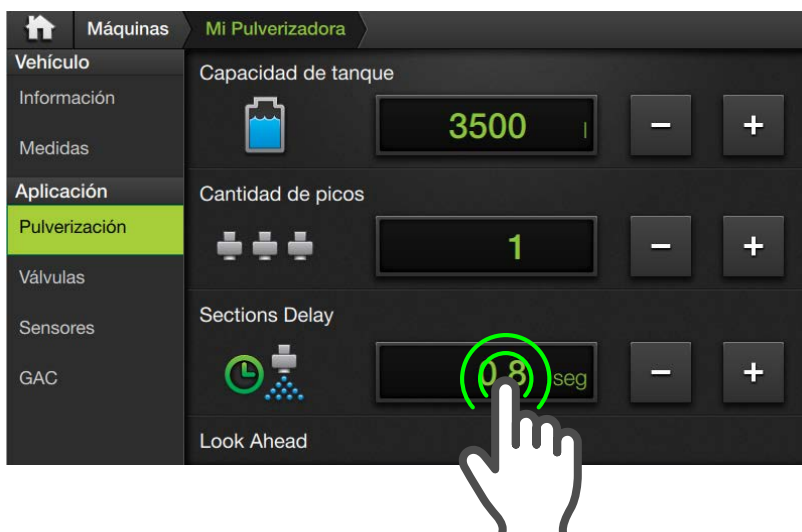 Máquinas
Mi Pulverizadora
Vehículo
Información
Medidas
Aplicación
Pulverización
Válvulas
Sensores
GAC
Capacidad de tanque
3500 l
- +
Cantidad de picos
1
- +
Sections Delay
0.8 seg
- +
Look Ahead